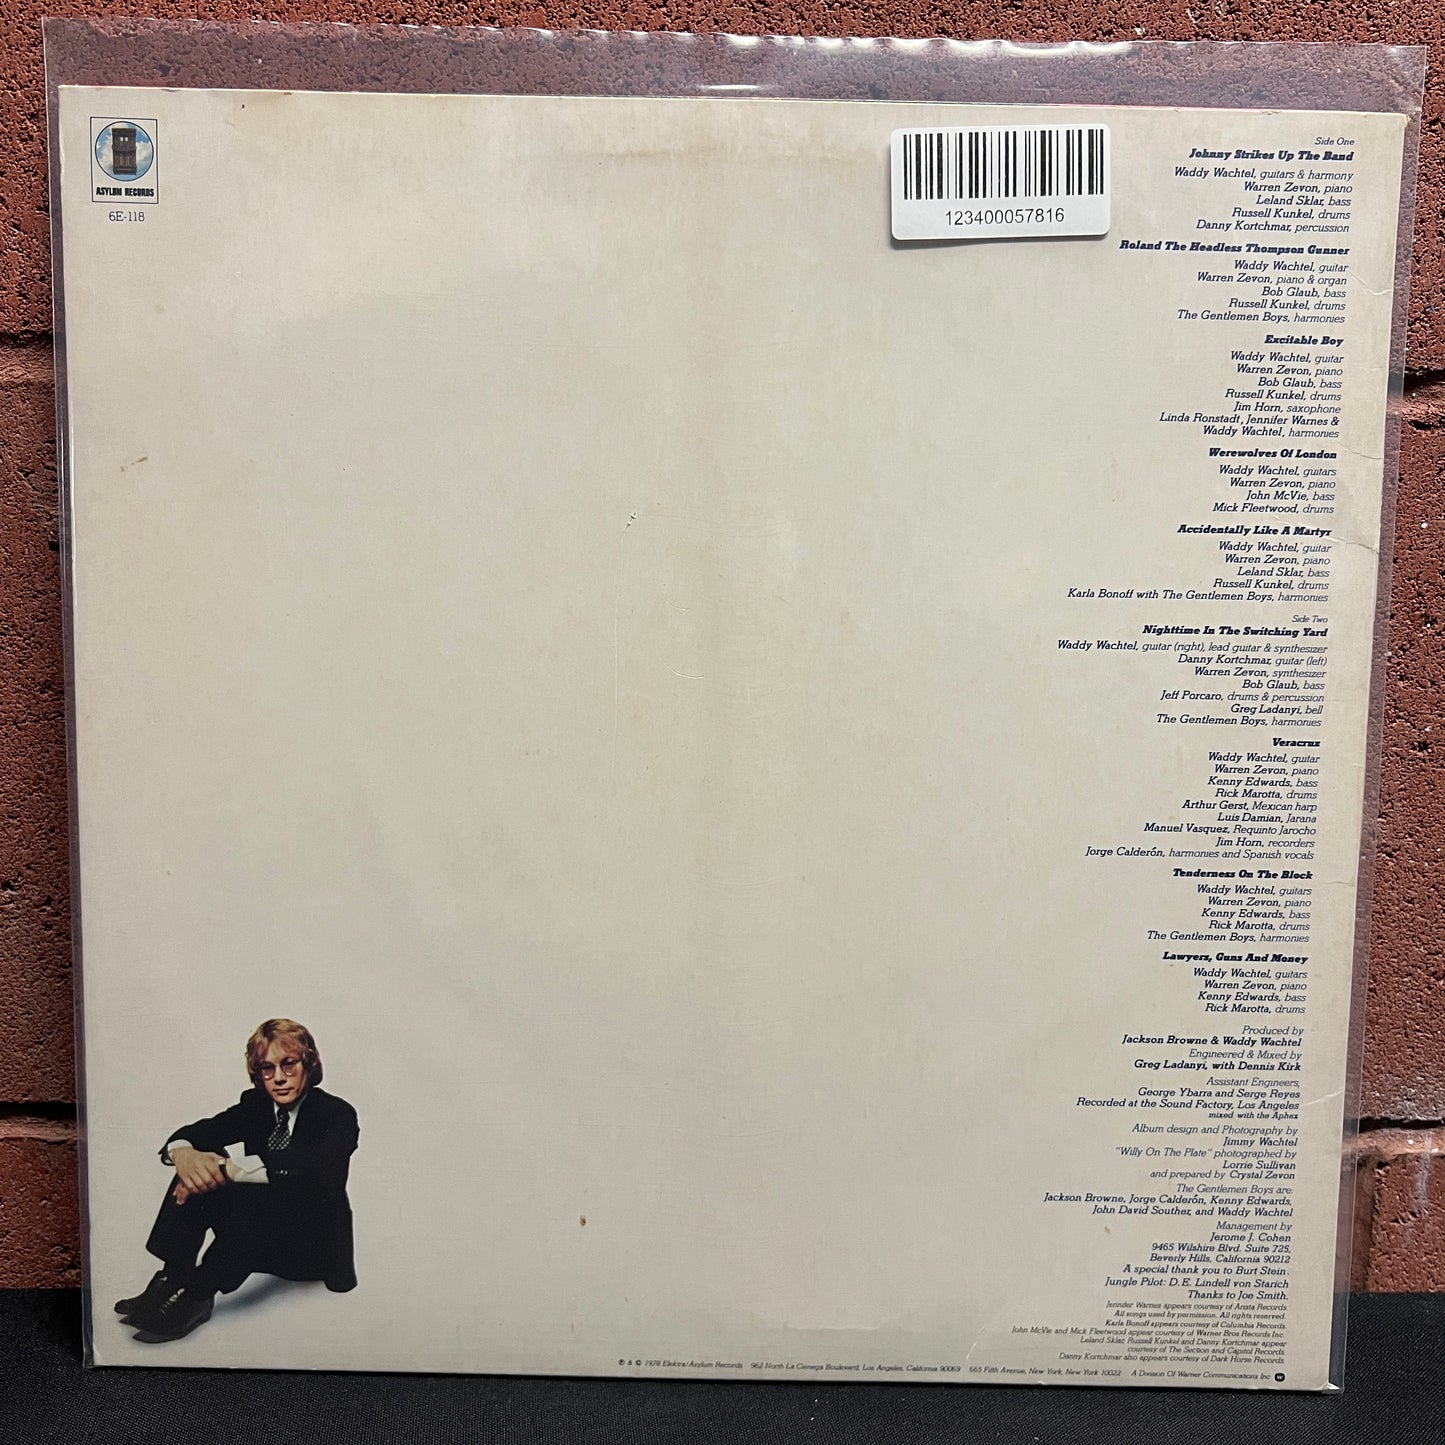 ASYLUM RECORDS
6E-118
123400057816
Side One
Johnny Strikes Up The Band
Waddy Wachtel, guitars & harmony
Warren Zevon, piano
Leland Sklar, bass
Russell Kunkel, drums
Danny Kortchmar, percussion
Roland The Headless Thompson Gunner
Waddy Wachtel, guitar
Warren Zevon, piano & organ
Bob Glaub, bass
Russell Kunkel, drums
The Gentlemen Boys, harmonies
Excitable Boy
Waddy Wachtel, guitar
Warren Zevon, piano
Bob Glaub, bass
Russell Kunkel, drums
Jim Horn, saxophone
Linda Ronstadt, Jennifer Warnes &
Waddy Wachtel, harmonies
Werewolves Of London
Waddy Wachtel, guitars
Warren Zevon, piano
John McVie, bass
Mick Fleetwood, drums
Accidentally Like A Martyr
Waddy Wachtel, guitar
Warren Zevon, piano
Leland Sklar, bass
Russell Kunkel, drums
Karla Bonoff with The Gentlemen Boys, harmonies
Side Two
Nighttime In The Switching Yard
Waddy Wachtel, guitar (right), lead guitar & synthesizer
Danny Kortchmar, guitar (left)
Warren Zevon, synthesizer
Bob Glaub, bass
Jeff Porcaro, drums & percussion
Greg Ladanyi, bell
The Gentlemen Boys, harmonies
Veracruz
Waddy Wachtel, guitar
Warren Zevon, piano
Kenny Edwards, bass
Rick Marotta, drums
Arthur Gerst, Mexican harp
Luis Damian, Jarana
Manuel Vasquez, Requinto Jarocho
Jim Horn, recorders
Jorge Calderón, harmonies and Spanish vocals
Tenderness On The Block
Waddy Wachtel, guitars
Warren Zevon, piano
Kenny Edwards, bass
Rick Marotta, drums
The Gentlemen Boys, harmonies
Lawyers, Guns And Money
Waddy Wachtel, guitars
Warren Zevon, piano
Kenny Edwards, bass
Rick Marotta, drums
Produced by
Jackson Browne & Waddy Wachtel
Engineered & Mixed by
Greg Ladanyi, with Dennis Kirk
Assistant Engineers,
George Ybarra and Serge Reyes
Recorded at the Sound Factory, Los Angeles
mixed with the Aphex
Album design and Photography by
Jimmy Wachtel
"Willy On The Plate" photographed by
Lorrie Sullivan
and prepared by Crystal Zevon
The Gentlemen Boys are:
Jackson Browne, Jorge Calderón, Kenny Edwards,
John David Souther, and Waddy Wachtel
Management by
Jerome J. Cohen
9465 Wilshire Blvd. Suite 725,
Beverly Hills, California 90212
A special thank you to Burt Stein.
Jungle Pilot: D.E. Lindell von Starich
Thanks to Joe Smith.
Jennifer Warnes appears courtesy of Arista Records.
All songs used by permission. All rights reserved.
Karla Bonoff appears courtesy of Columbia Records.
John McVie and Mick Fleetwood appear courtesy of Warner Bros Records Inc.
Leland Sklar, Russell Kunkel and Danny Kortchmar appear
courtesy of The Section and Capitol Records
Danny Kortchmar also appears courtesy of Dark Horse Records
℗ & © 1978 Elektra/Asylum Records 962 North La Cienega Boulevard, Los Angeles, California 90069 665 Fifth Avenue, New York, New York 10022 A Division Of Warner Communications Inc